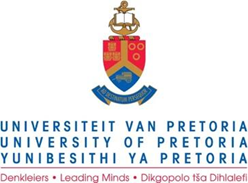 UNIVERSITEIT VAN PRETORIA
UNIVERSITY OF PRETORIA
YUNIBESITHI YA PRETORIA
Denkleiers • Leading Minds • Dikgopolo tša Dihlalefi